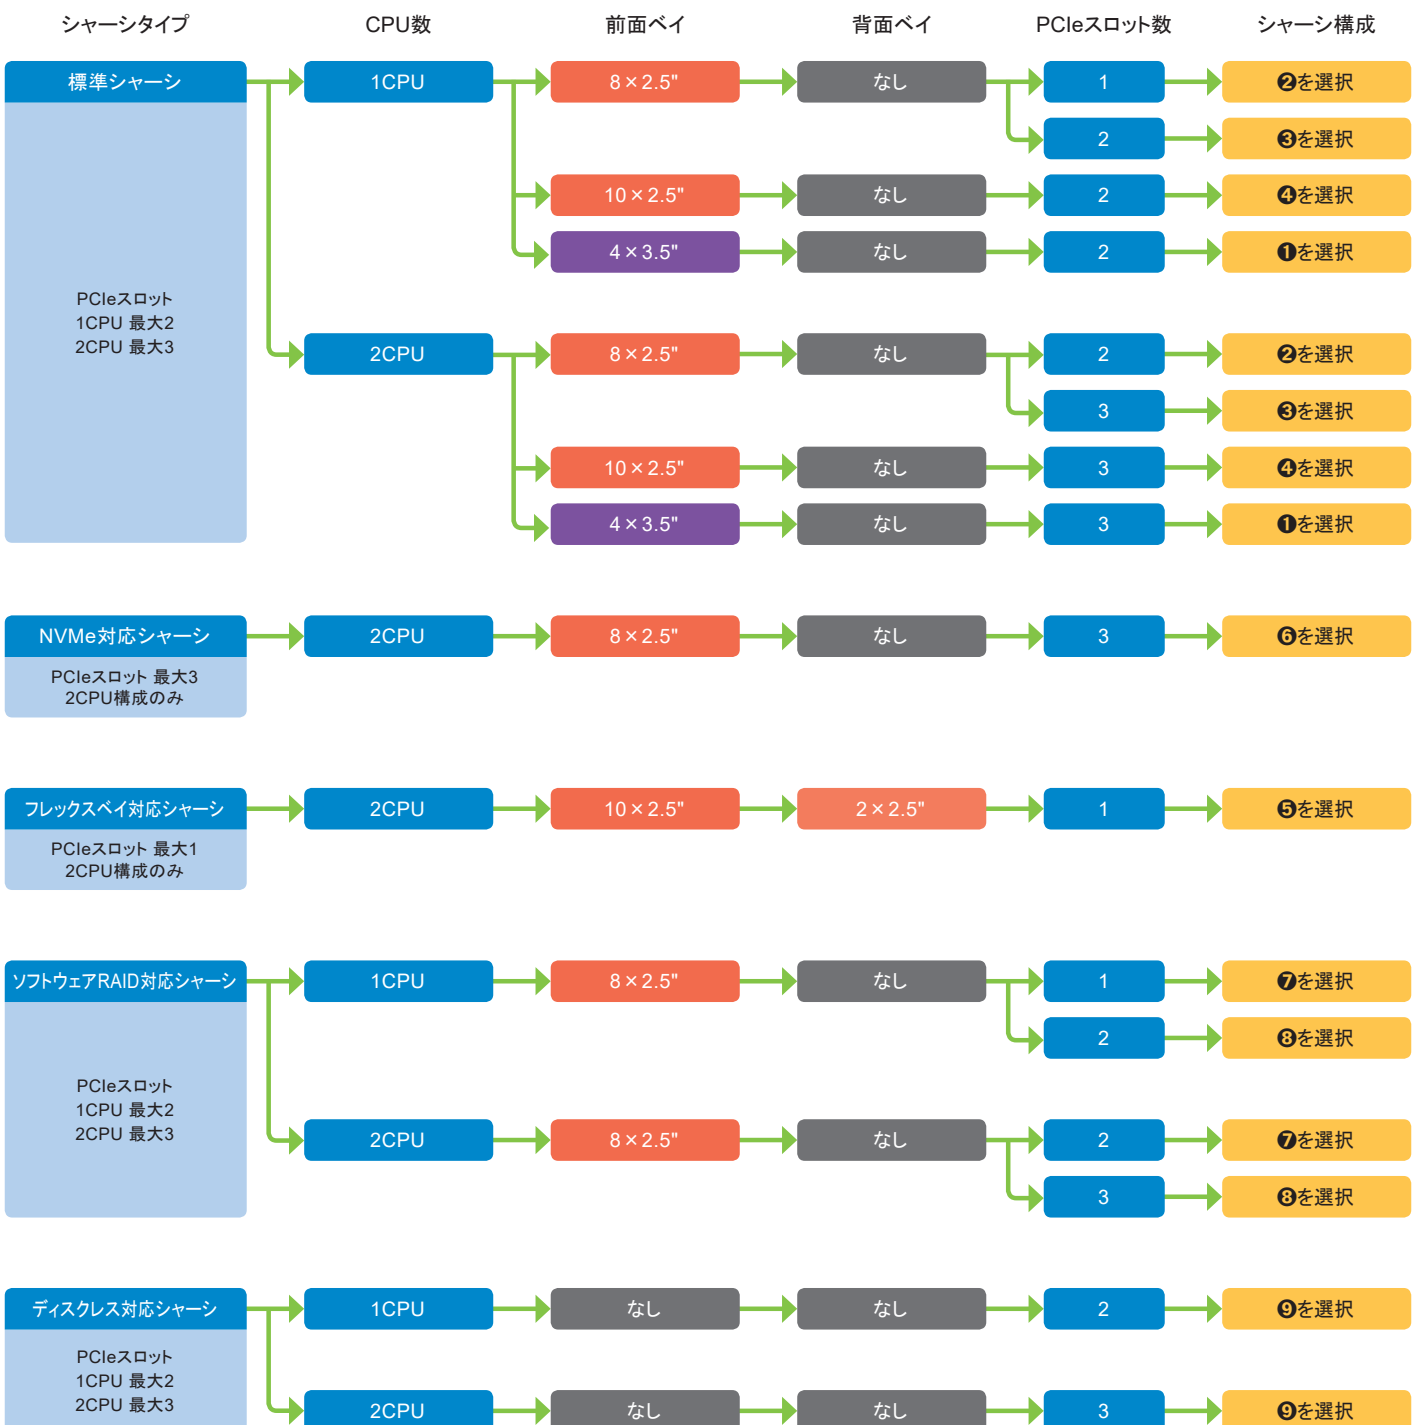 シャーシタイプ CPU数 前面ベイ 背面ベイ PCIeスロット数 シャーシ構成
標準シャーシ 1CPU 8×2.5" なし 1 ❷を選択
2 ❸を選択
10×2.5" なし 2 ❹を選択
4×3.5" なし 2 ❶を選択
PCIeスロット
1CPU 最大2
2CPU 最大3
2CPU 8×2.5" なし 2 ❷を選択
3 ❸を選択
10×2.5" なし 3 ❹を選択
4×3.5" なし 3 ❶を選択
NVMe対応シャーシ 2CPU 8×2.5" なし 3 ❻を選択
PCIeスロット 最大3
2CPU構成のみ
フレックスベイ対応シャーシ 2CPU 10×2.5" 2×2.5" 1 ❺を選択
PCIeスロット 最大1
2CPU構成のみ
ソフトウェアRAID対応シャーシ 1CPU 8×2.5" なし 1 ❼を選択
2 ❽を選択
PCIeスロット
1CPU 最大2
2CPU 最大3
2CPU 8×2.5" なし 2 ❼を選択
3 ❽を選択
ディスクレス対応シャーシ 1CPU なし なし 2 ❾を選択
PCIeスロット
1CPU 最大2
2CPU 最大3
2CPU なし なし 3 ❾を選択